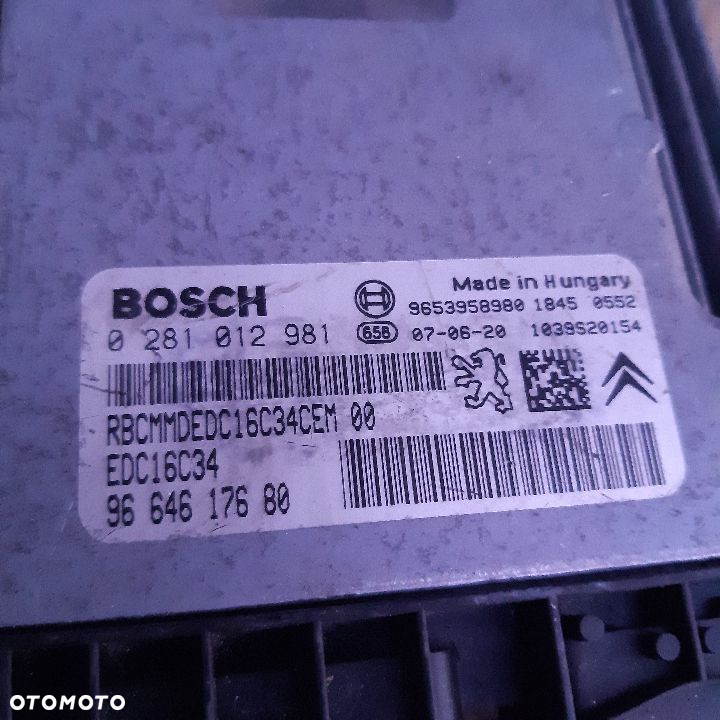 BOSCH
Made in Hungary
9653958980 1845 0552
0 281 012 981 658 07-06-20 1039S20154
RBCMMDEDC16C34CEM 00
EDC16C34
96 646 176 80
OTOMOTO